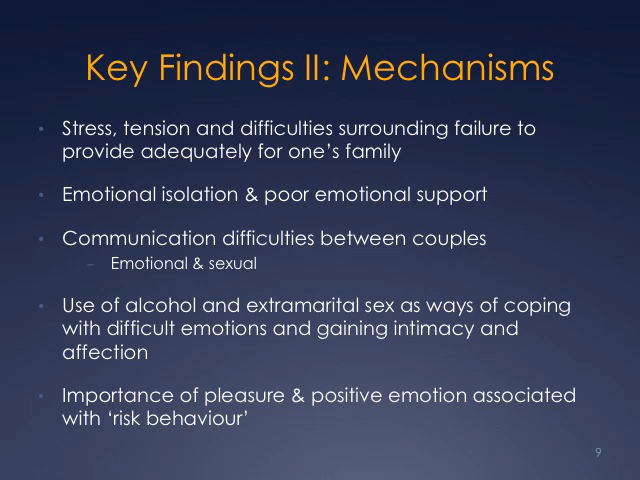 Key Findings II: Mechanisms
• Stress, tension and difficulties surrounding failure to
provide adequately for one’s family
• Emotional isolation & poor emotional support
• Communication difficulties between couples
– Emotional & sexual
• Use of alcohol and extramarital sex as ways of coping
with difficult emotions and gaining intimacy and
affection
• Importance of pleasure & positive emotion associated
with ‘risk behaviour’
9